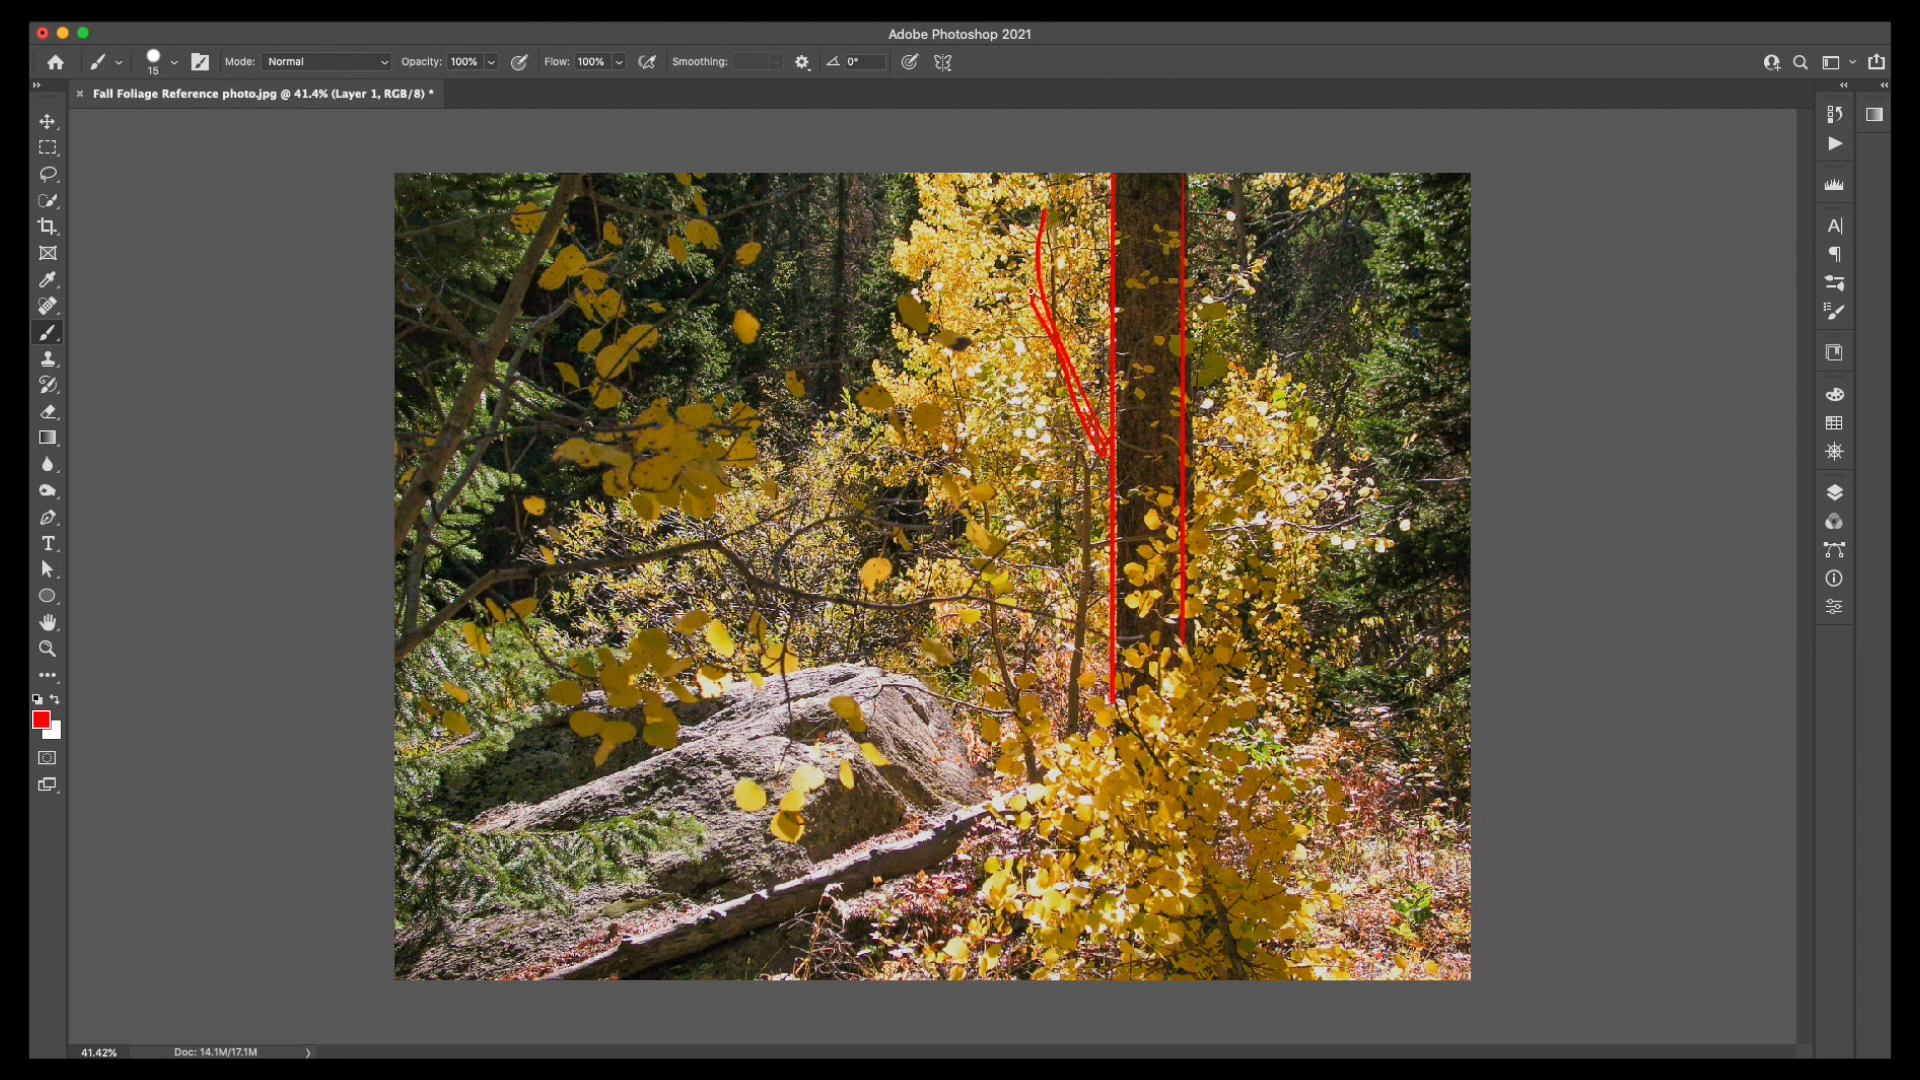 Adobe Photoshop 2021
15
Mode: Normal
Opacity: 100%
Flow: 100%
Smoothing:
0°
× Fall Foliage Reference photo.jpg @ 41.4% (Layer 1, RGB/8) *
41.42%
Doc: 14.1M/17.1M